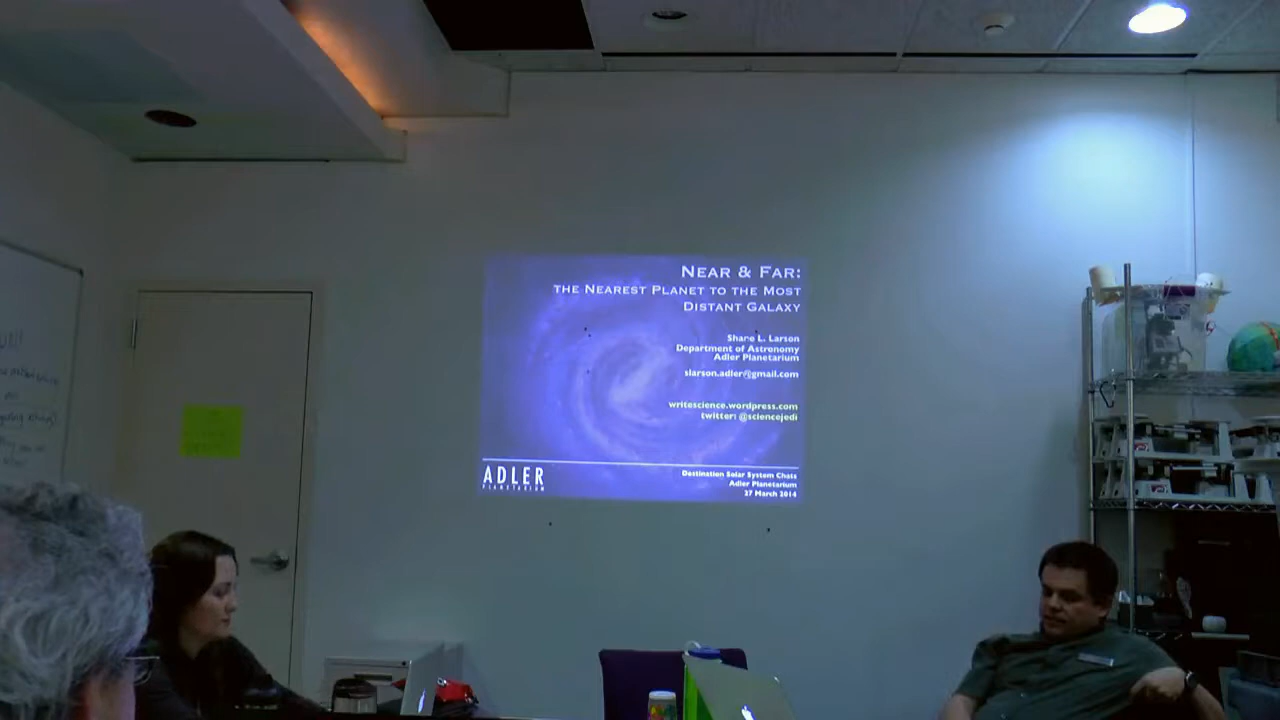 Near & Far:
the Nearest Planet to the Most
Distant Galaxy
Shane L. Larson
Department of Astronomy
Adler Planetarium
slarson.adler@gmail.com
writescience.wordpress.com
twitter: @sciencejedi
ADLER
PLANETARIUM
Destination Solar System Chats
Adler Planetarium
27 March 2014